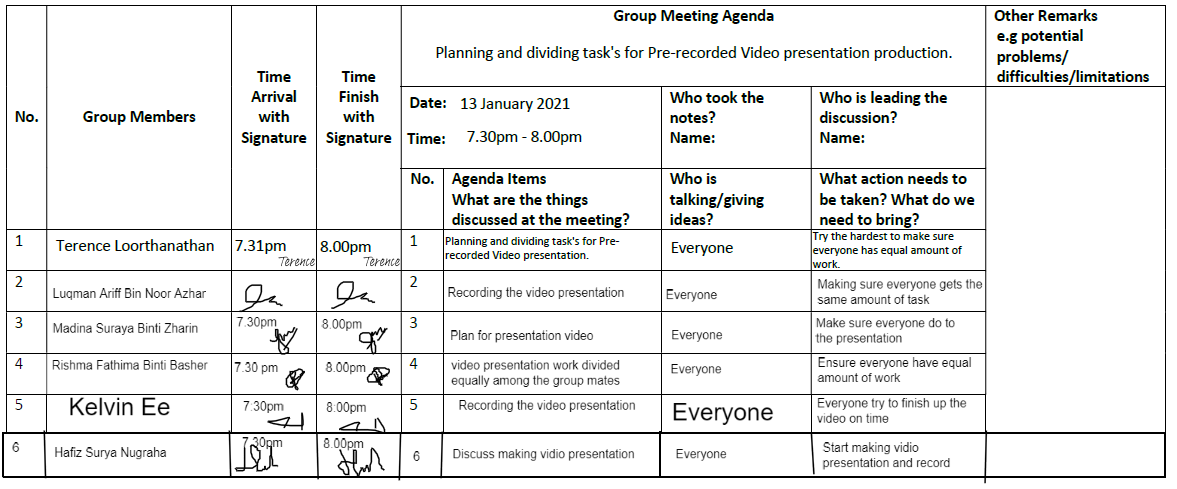 Group Meeting Agenda
Planning and dividing task's for Pre-recorded Video presentation production.
Other Remarks
e.g potential
problems/
difficulties/limitations
No.
Group Members
Time
Arrival
with
Signature
Time
Finish
with
Signature
Date: 13 January 2021
Time: 7.30pm - 8.00pm
Who took the
notes?
Name:
Who is leading the
discussion?
Name:
No.
Agenda Items
What are the things
discussed at the meeting?
Who is
talking/giving
ideas?
What action needs to
be taken? What do we
need to bring?
1
Terence Loorthanathan
7.31pm
Terence
8.00pm
Terence
1
Planning and dividing task's for Pre-
recorded Video presentation.
Everyone
Try the hardest to make sure
everyone has equal amount of
work.
2
Luqman Ariff Bin Noor Azhar
2
Recording the video presentation
Everyone
Making sure everyone gets the
same amount of task
3
Madina Suraya Binti Zharin
7.30pm
8.00pm
3
Plan for presentation video
Everyone
Make sure everyone do to
the presentation
4
Rishma Fathima Binti Basher
7.30 pm
8.00pm
4
video presentation work divided
equally among the group mates
Everyone
Ensure everyone have equal
amount of work
5
Kelvin Ee
7:30pm
8:00pm
5
Recording the video presentation
Everyone
Everyone try to finish up the
video on time
6
Hafiz Surya Nugraha
7.30pm
8.00pm
6
Discuss making vidio presentation
Everyone
Start making vidio
presentation and record